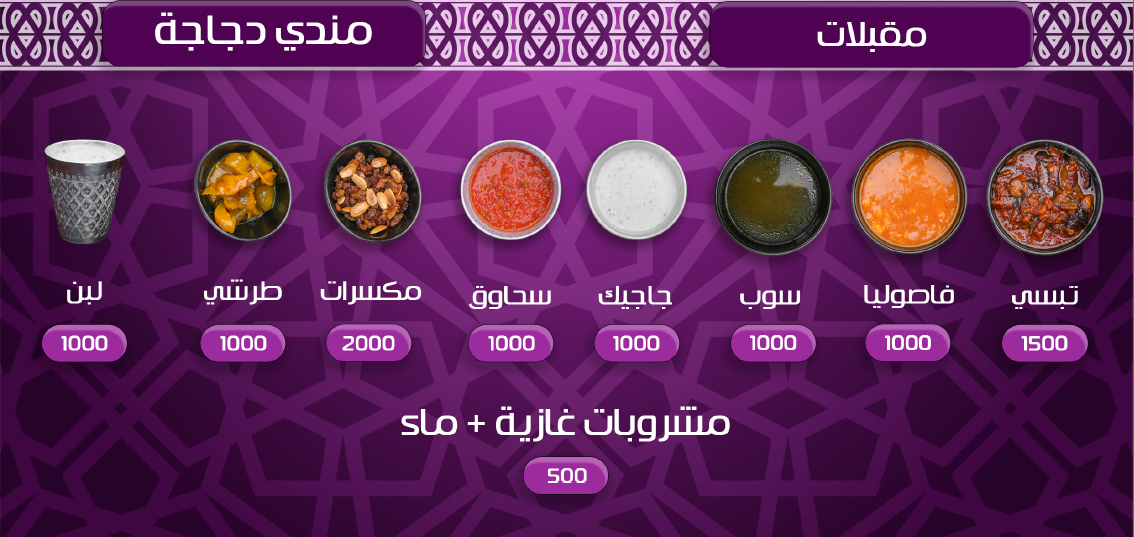 مقبلات
مندي دجاجة
تبسي
فاصوليا
سوب
جاجيك
سحاوق
مكسرات
طرشي
لبن
1500
1000
1000
1000
1000
2000
1000
1000
مشروبات غازية + ماء
500